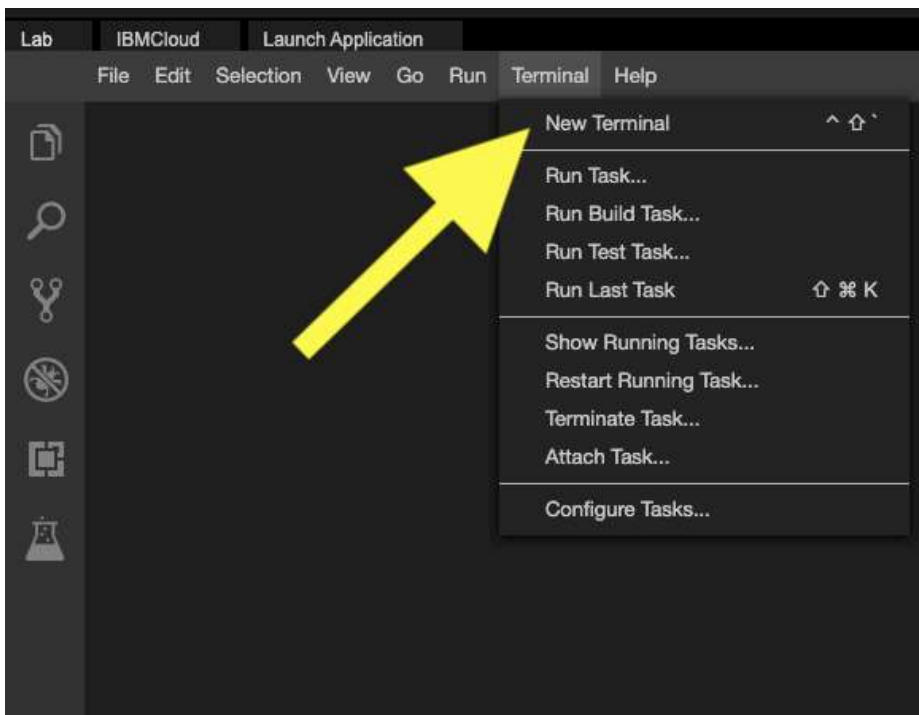 Lab IBMCloud Launch Application
File Edit Selection View Go Run Terminal Help
New Terminal ^ ⇧ `
Run Task...
Run Build Task...
Run Test Task...
Run Last Task ⇧ ⌘ K
Show Running Tasks...
Restart Running Task...
Terminate Task...
Attach Task...
Configure Tasks...